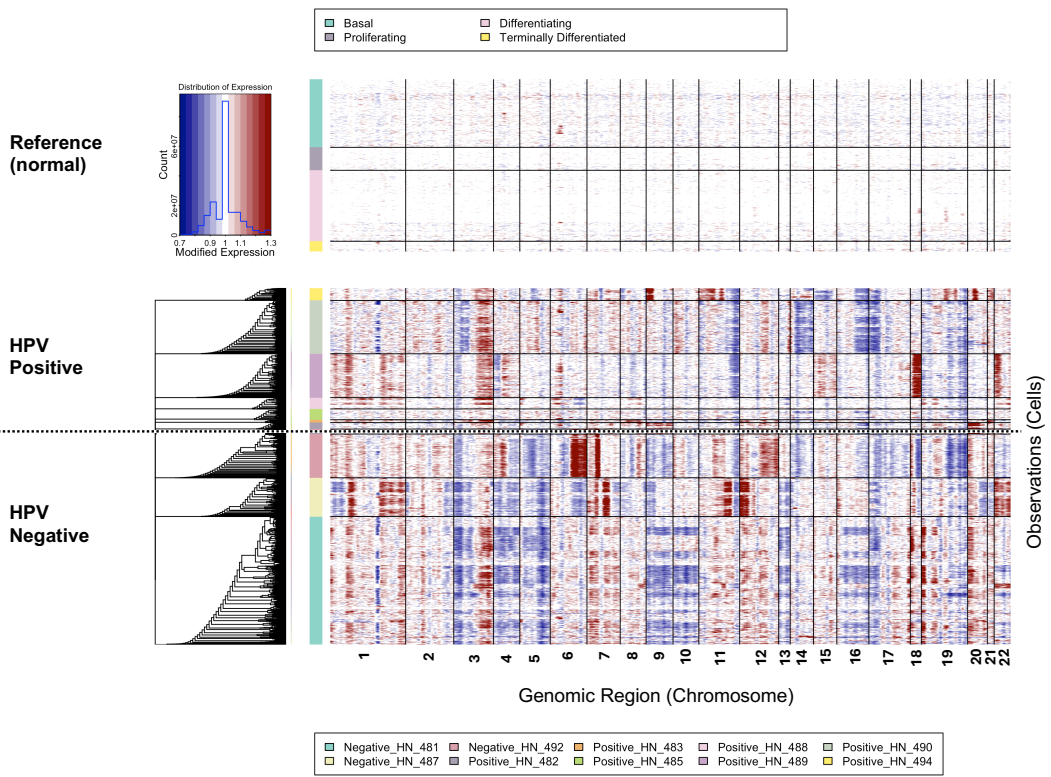 Basal
Differentiating
Proliferating
Terminally Differentiated
Reference
(normal)
Distribution of Expression
Count
0
2e+07
6e+07
0.7
0.9
1
1.1
1.3
Modified Expression
HPV
Positive
HPV
Negative
Observations (Cells)
1 2 3 4 5 6 7 8 9 10 11 12 13 14 15 16 17 18 19 20 21 22
Genomic Region (Chromosome)
Negative_HN_481 Negative_HN_492 Positive_HN_483 Positive_HN_488 Positive_HN_490
Negative_HN_487 Positive_HN_482 Positive_HN_485 Positive_HN_489 Positive_HN_494